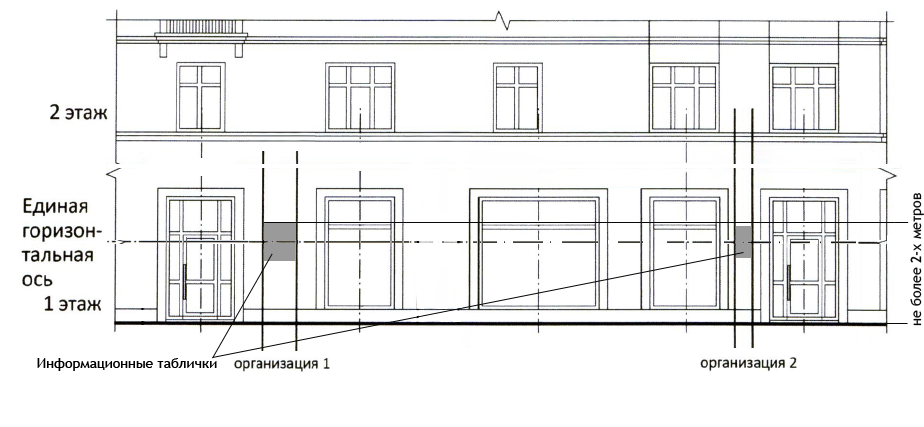 2 этаж
Единая
горизон-
тальная
ось
1 этаж
не более 2-х метров
Информационные таблички
организация 1
организация 2